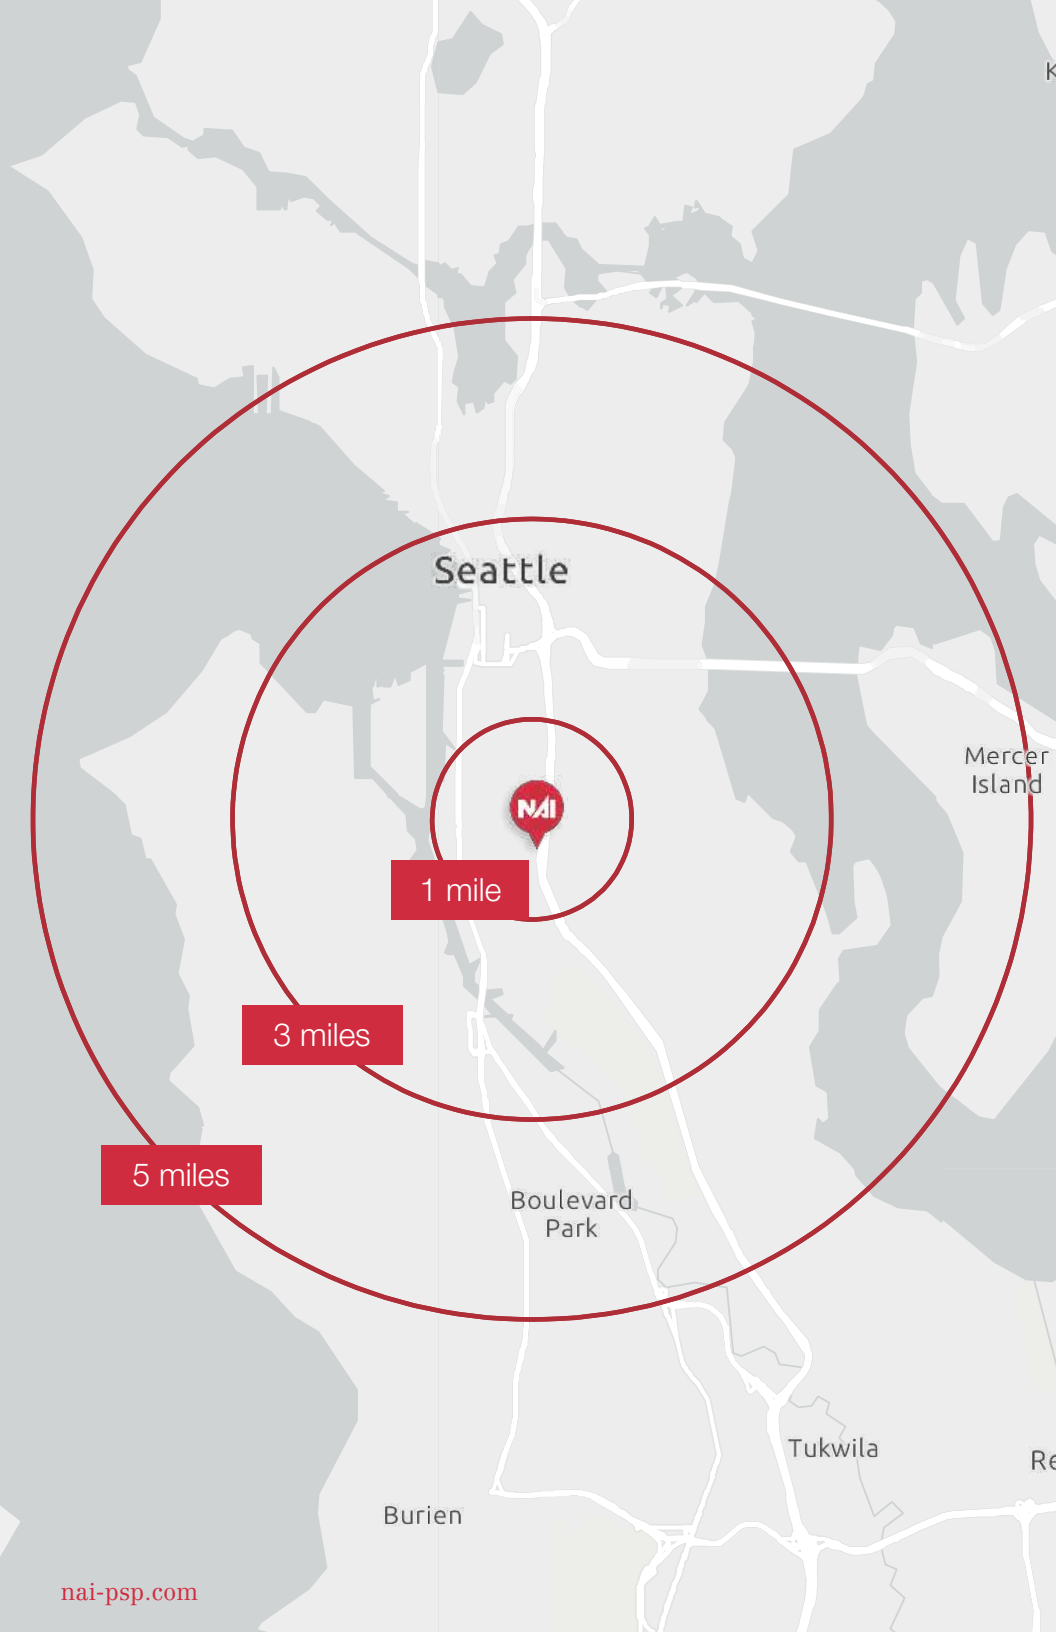 Seattle
Mercer
Island
NAI
1 mile
3 miles
5 miles
Boulevard
Park
Tukwila
Burien
nai-psp.com